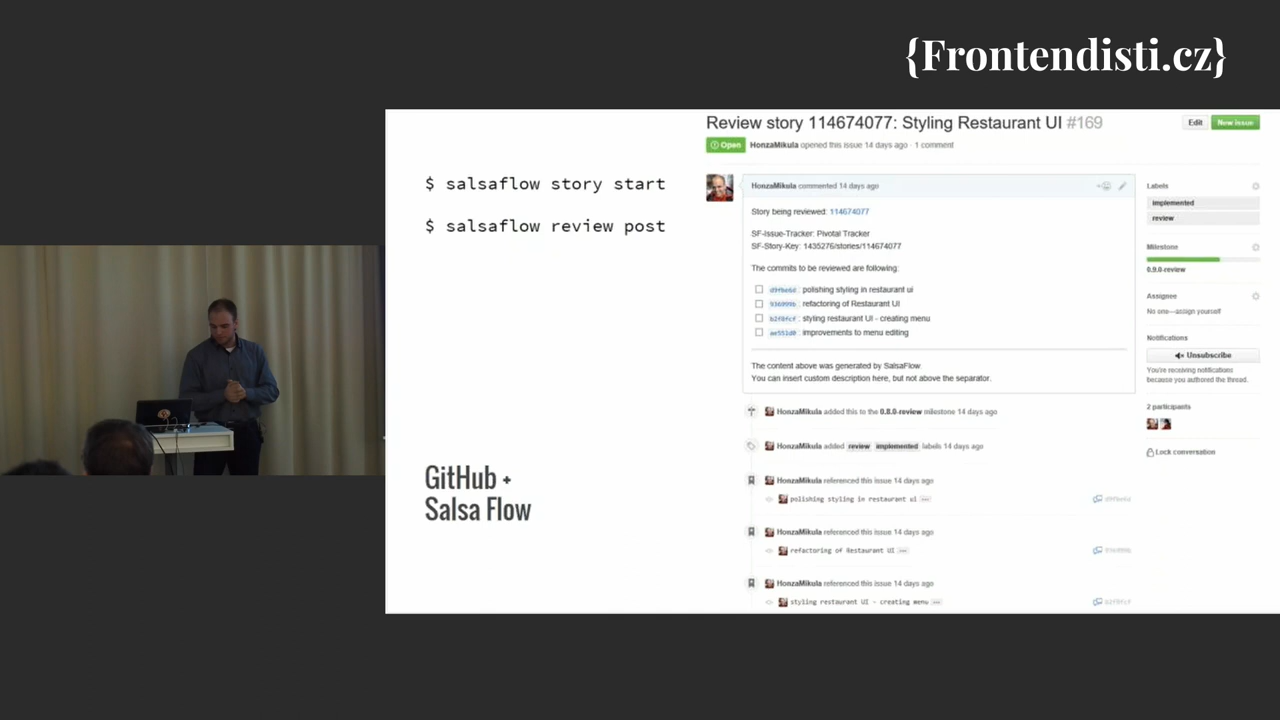 {Frontendisti.cz}
$ salsaflow story start
$ salsaflow review post
GitHub +
Salsa Flow
Review story 114674077: Styling Restaurant UI #169
Edit
New issue
Open
HonzaMikula opened this issue 14 days ago · 1 comment
HonzaMikula commented 14 days ago
Story being reviewed: 114674077
SF-Issue-Tracker: Pivotal Tracker
SF-Story-Key: 1435276/stories/114674077
The commits to be reviewed are following:
d9fbe6d: polishing styling in restaurant ui
936999b: refactoring of Restaurant UI
b2f8fcf: styling restaurant UI - creating menu
ae551d0: improvements to menu editing
The content above was generated by SalsaFlow
You can insert custom description here, but not above the separator.
HonzaMikula added this to the 0.8.0-review milestone 14 days ago
HonzaMikula added review implemented labels 14 days ago
HonzaMikula referenced this issue 14 days ago
polishing styling in restaurant ui
d9fbe6d
HonzaMikula referenced this issue 14 days ago
refactoring of Restaurant UI
936999b
HonzaMikula referenced this issue 14 days ago
styling restaurant UI - creating menu
b2f8fcf
Labels
implemented
review
Milestone
0.9.0-review
Assignee
No one—assign yourself
Notifications
Unsubscribe
You're receiving notifications
because you authored the thread.
2 participants
Lock conversation